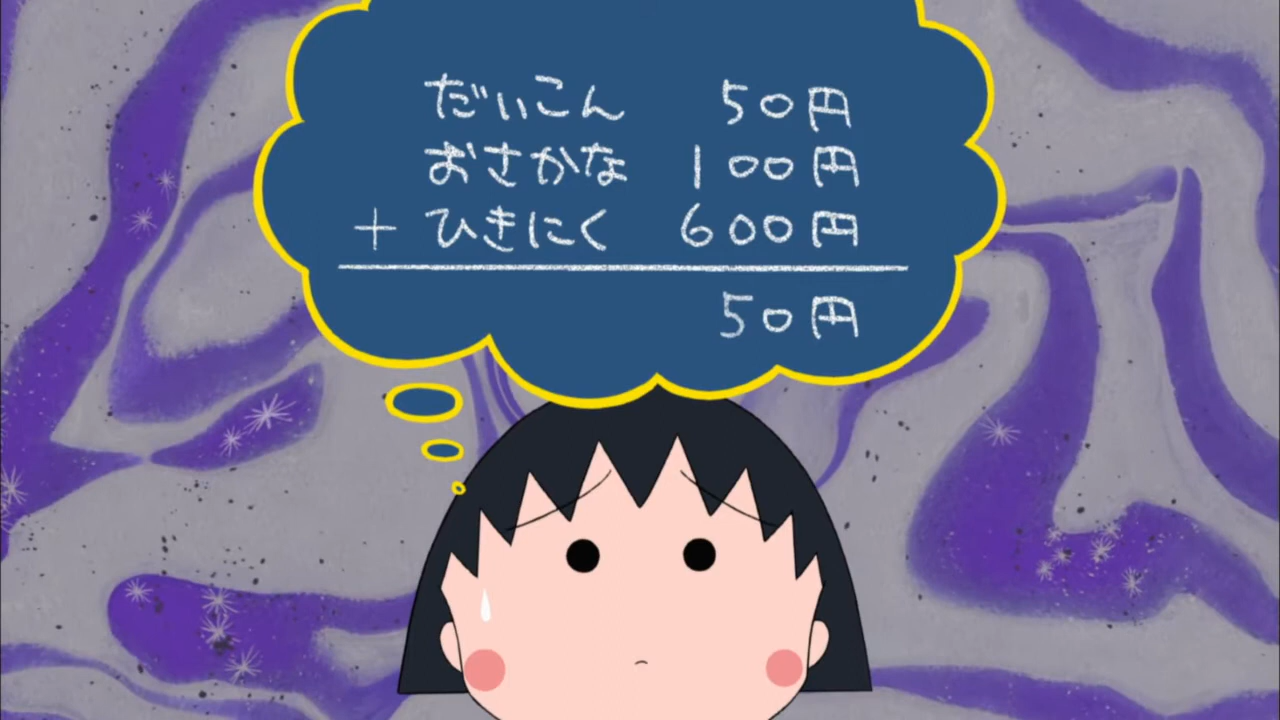 だいこん 50円
おさかな 100円
+ ひきにく 600円
50円